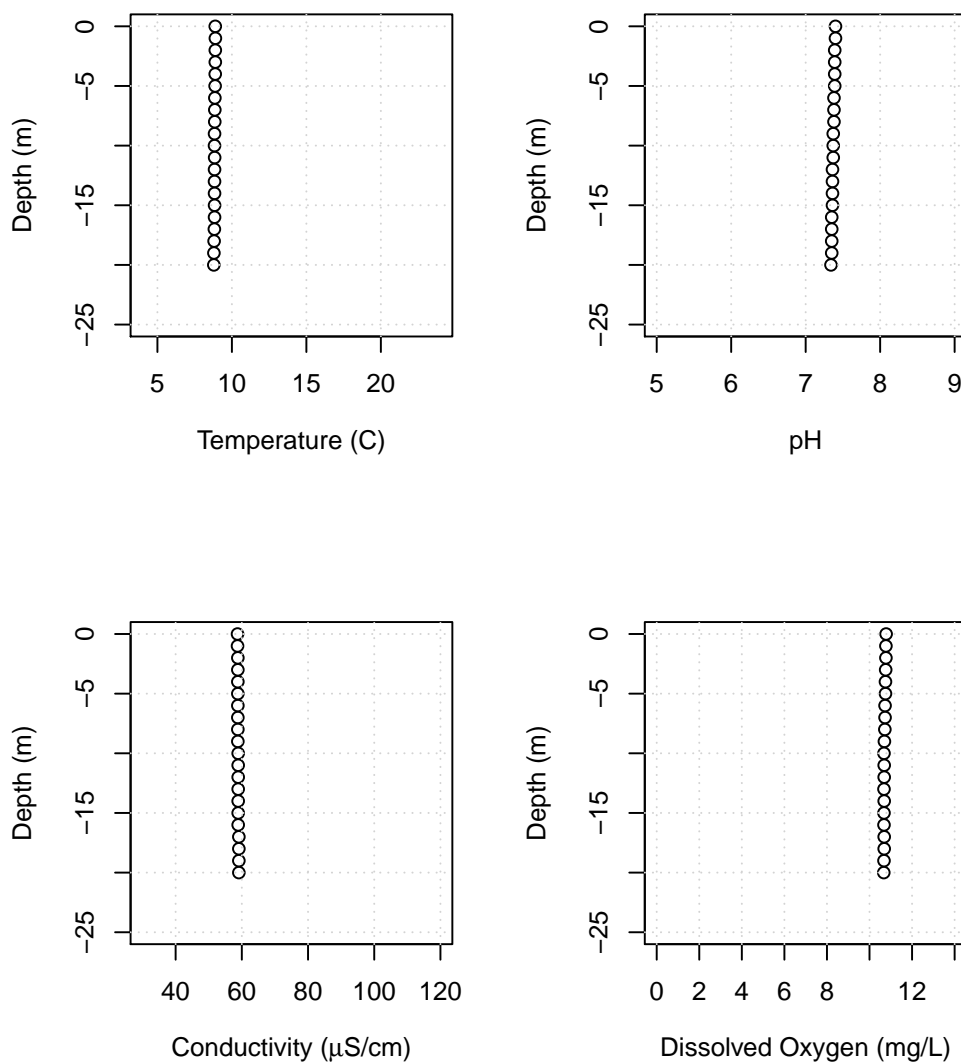 0
−5
−15
−25
Depth (m)
5 10 15 20
Temperature (C)
0
−5
−15
−25
Depth (m)
5 6 7 8 9
pH
0
−5
−15
−25
Depth (m)
40 60 80 100 120
Conductivity (μS/cm)
0
−5
−15
−25
Depth (m)
0 2 4 6 8 12
Dissolved Oxygen (mg/L)